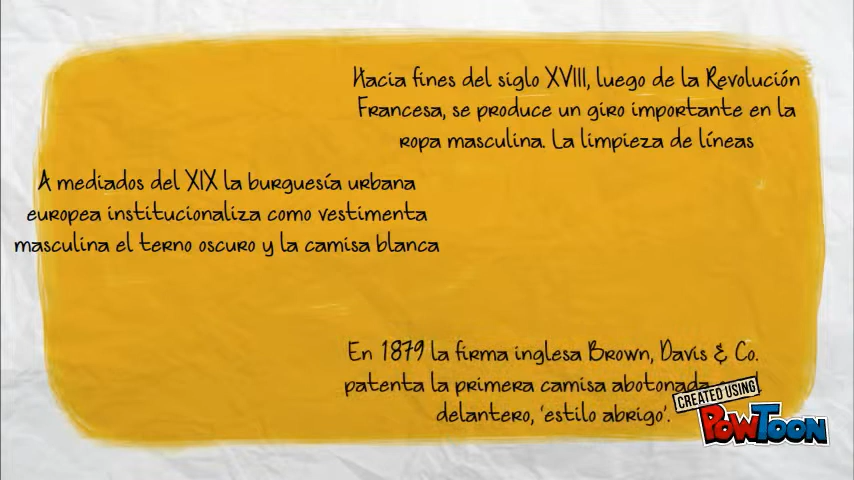 Hacia fines del siglo XVIII, luego de la Revolución
Francesa, se produce un giro importante en la
ropa masculina. La limpieza de líneas
A mediados del XIX la burguesía urbana
europea institucionaliza como vestimenta
masculina el terno oscuro y la camisa blanca
En 1879 la firma inglesa Brown, Davis & Co.
patenta la primera camisa abotonada
delantero, 'estilo abrigo'.
CREATED USING
POWTOON